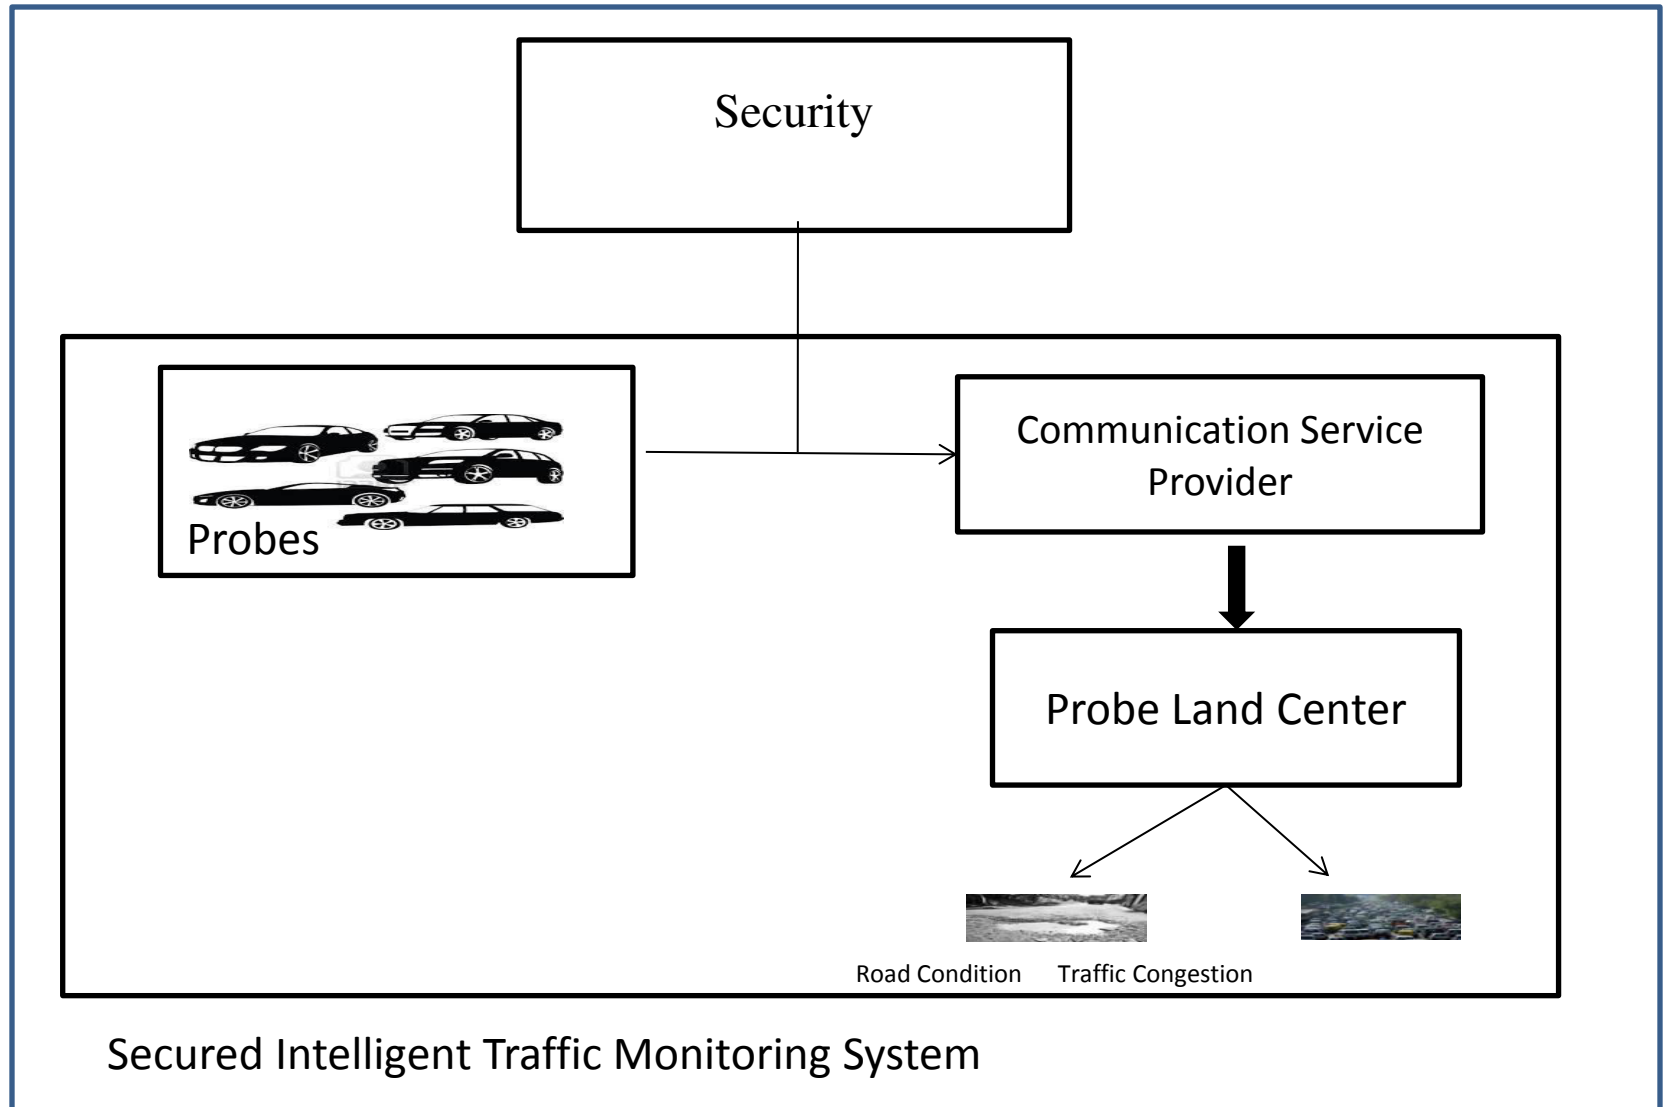 Security
Communication Service
Provider
Probes
Probe Land Center
Road Condition
Traffic Congestion
Secured Intelligent Traffic Monitoring System